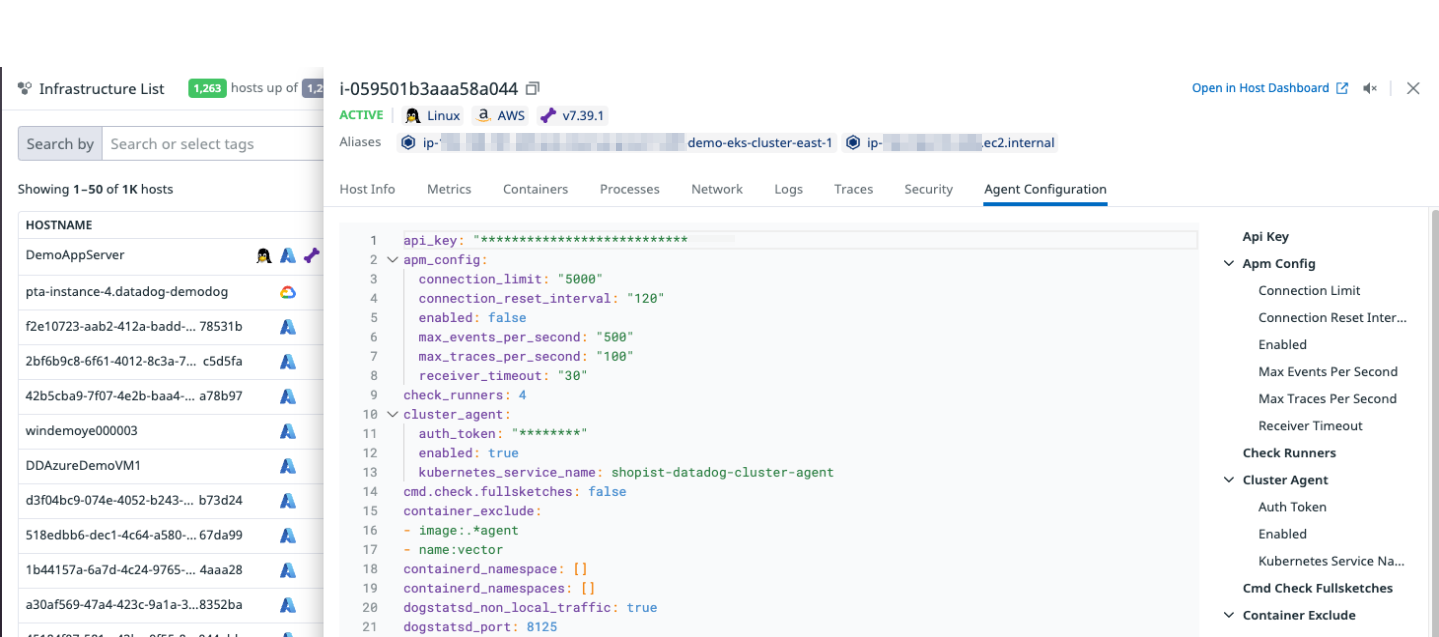 Infrastructure List 1,263 hosts up of
Search by Search or select tags
Showing 1–50 of 1K hosts
HOSTNAME
DemoAppServer
pta-instance-4.datadog-demodog
f2e10723-aab2-412a-badd-... 78531b
2bf6b9c8-6f61-4012-8c3a-7... c5d5fa
42b5cba9-7f07-4e2b-baa4-... a78b97
windemoye000003
DDAzureDemoVM1
d3f04bc9-074e-4052-b243-... b73d24
518edbb6-dec1-4c64-a580-... 67da99
1b44157a-6a7d-4c24-9765-... 4aaa28
a30af569-47a4-423c-9a1a-3...8352ba
i-059501b3aaa58a044
Open in Host Dashboard
ACTIVE Linux AWS v7.39.1
Aliases ip- demo-eks-cluster-east-1 ip- .ec2.internal
Host Info Metrics Containers Processes Network Logs Traces Security Agent Configuration
1 api_key: "***************************
2 apm_config:
3 connection_limit: "5000"
4 connection_reset_interval: "120"
5 enabled: false
6 max_events_per_second: "500"
7 max_traces_per_second: "100"
8 receiver_timeout: "30"
9 check_runners: 4
10 cluster_agent:
11 auth_token: "********"
12 enabled: true
13 kubernetes_service_name: shopist-datadog-cluster-agent
14 cmd.check.fullsketches: false
15 container_exclude:
16 - image:.*agent
17 - name:vector
18 containerd_namespace: []
19 containerd_namespaces: []
20 dogstatsd_non_local_traffic: true
21 dogstatsd_port: 8125
Api Key
Apm Config
Connection Limit
Connection Reset Inter...
Enabled
Max Events Per Second
Max Traces Per Second
Receiver Timeout
Check Runners
Cluster Agent
Auth Token
Enabled
Kubernetes Service Na...
Cmd Check Fullsketches
Container Exclude